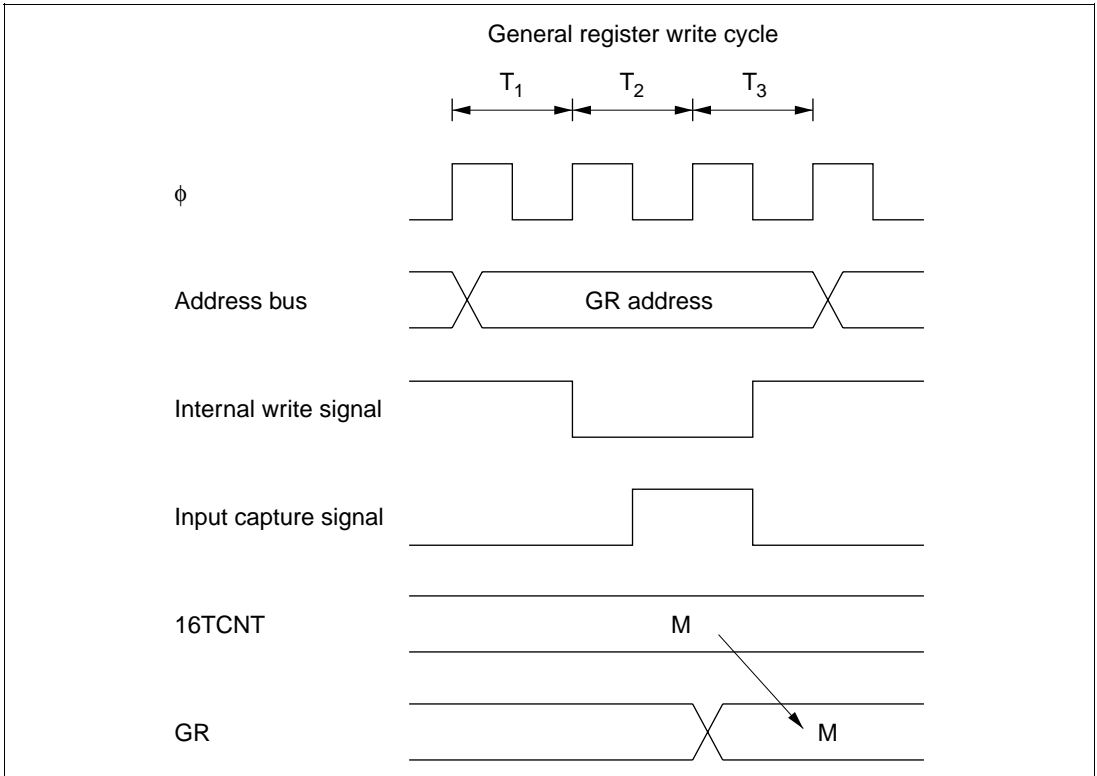 General register write cycle
T1 T2 T3
φ
Address bus GR address
Internal write signal
Input capture signal
16TCNT M
GR M